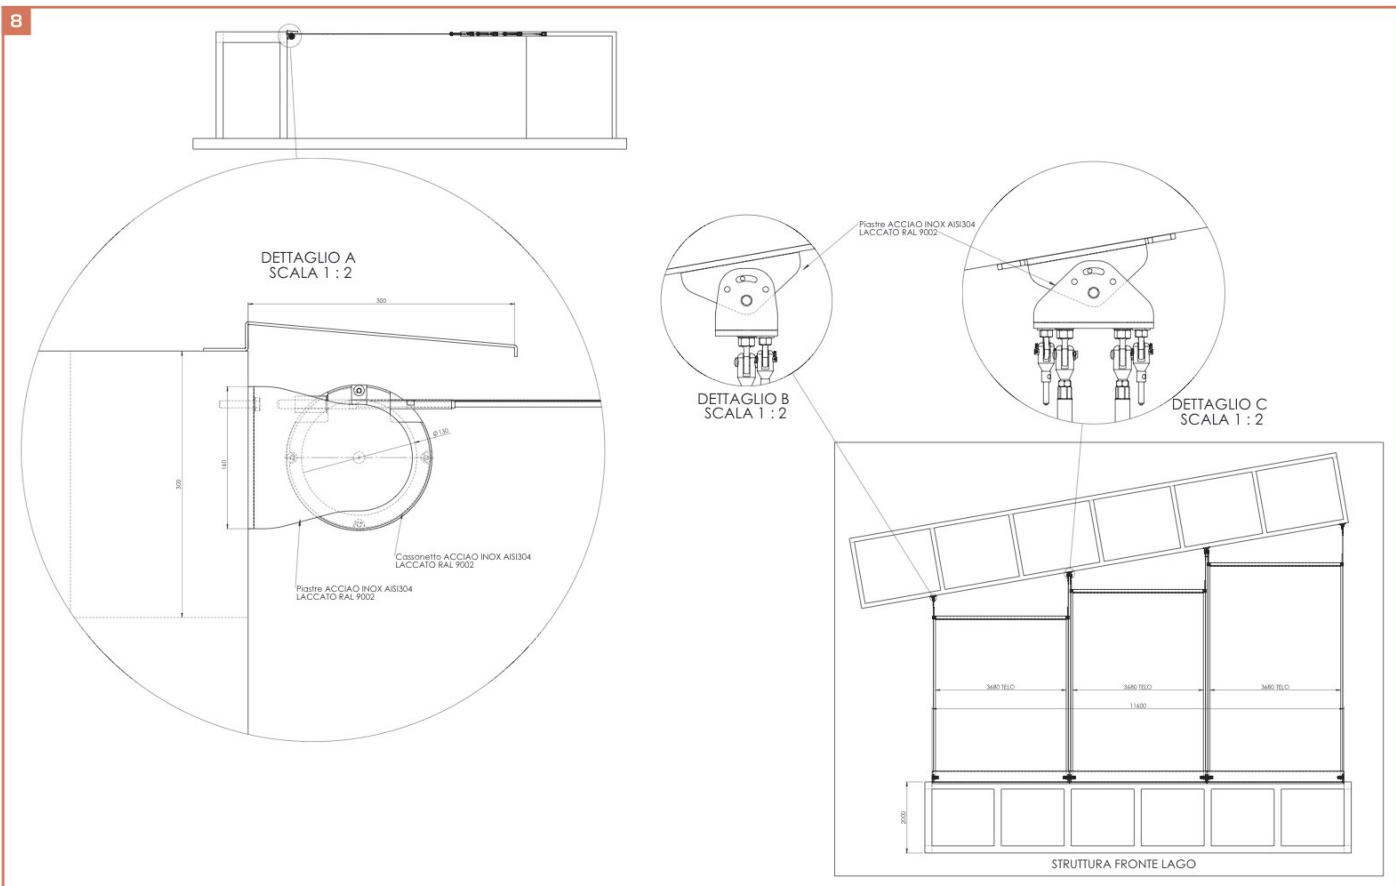 8
DETTAGLIO A
SCALA 1 : 2
300
Ø130
160
300
Cassonetto ACCIAO INOX AISI304
LACCATO RAL 9002
Piastre ACCIAO INOX AISI304
LACCATO RAL 9002
Piastre ACCIAO INOX AISI304
LACCATO RAL 9002
DETTAGLIO B
SCALA 1 : 2
DETTAGLIO C
SCALA 1 : 2
3680 TELO
3680 TELO
3680 TELO
11600
2000
STRUTTURA FRONTE LAGO